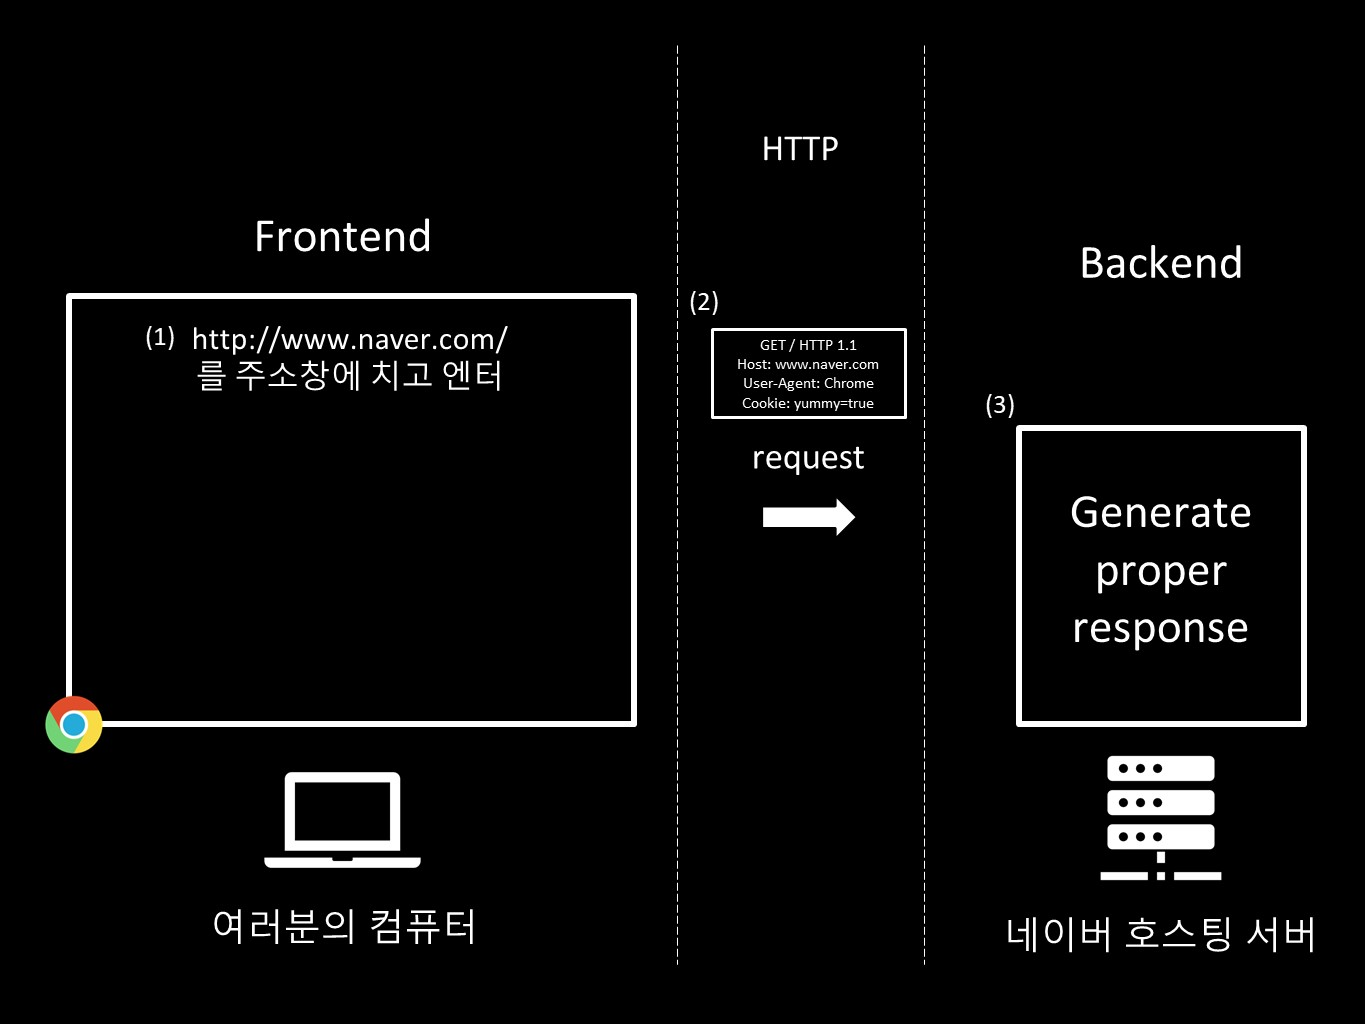 HTTP
Frontend
Backend
(1) http://www.naver.com/
를 주소창에 치고 엔터
(2)
GET / HTTP 1.1
Host: www.naver.com
User-Agent: Chrome
Cookie: yummy=true
request
(3)
Generate
proper
response
여러분의 컴퓨터
네이버 호스팅 서버